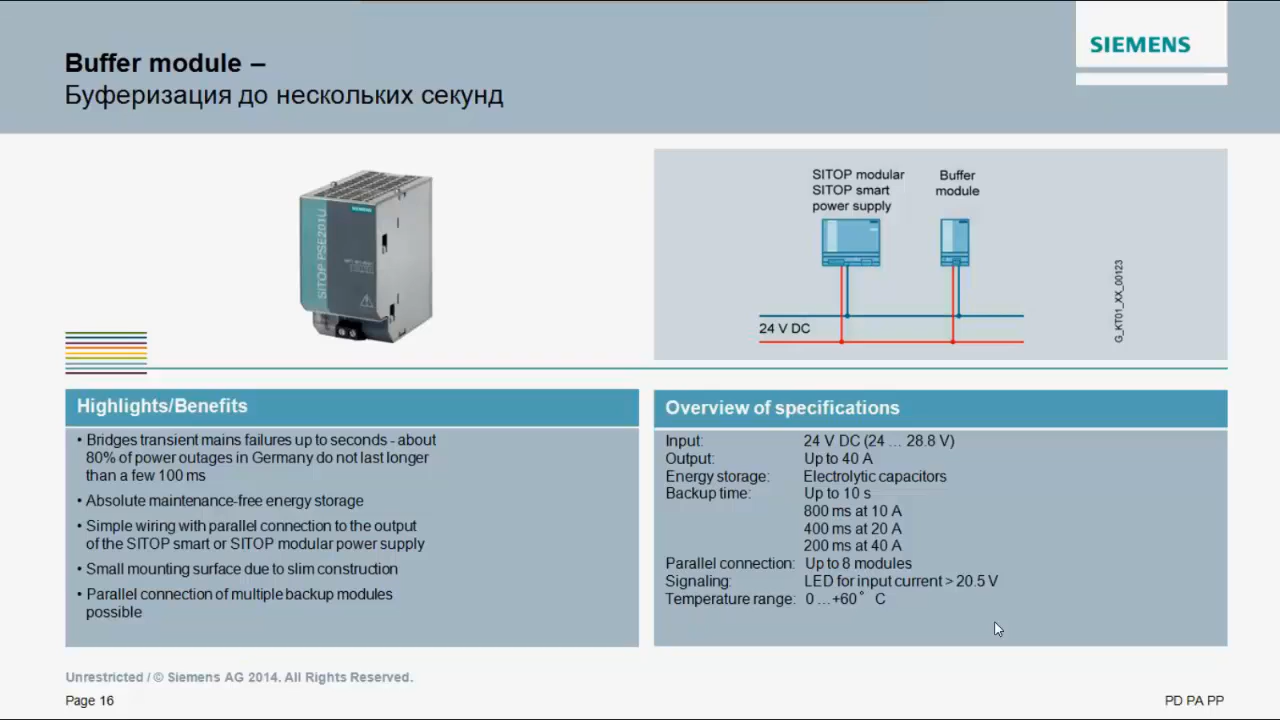 Buffer module –
Буферизация до нескольких секунд
SIEMENS
SIEMENS
SITOP PSE201U
SITOP modular
SITOP smart
power supply
Buffer
module
24 V DC
G_KT01_XX_00123
Highlights/Benefits
• Bridges transient mains failures up to seconds - about
80% of power outages in Germany do not last longer
than a few 100 ms
• Absolute maintenance-free energy storage
• Simple wiring with parallel connection to the output
of the SITOP smart or SITOP modular power supply
• Small mounting surface due to slim construction
• Parallel connection of multiple backup modules
possible
Overview of specifications
Input: 24 V DC (24 … 28.8 V)
Output: Up to 40 A
Energy storage: Electrolytic capacitors
Backup time: Up to 10 s
800 ms at 10 A
400 ms at 20 A
200 ms at 40 A
Parallel connection: Up to 8 modules
Signaling: LED for input current > 20.5 V
Temperature range: 0 …+60° C
Unrestricted / © Siemens AG 2014. All Rights Reserved.
Page 16
PD PA PP